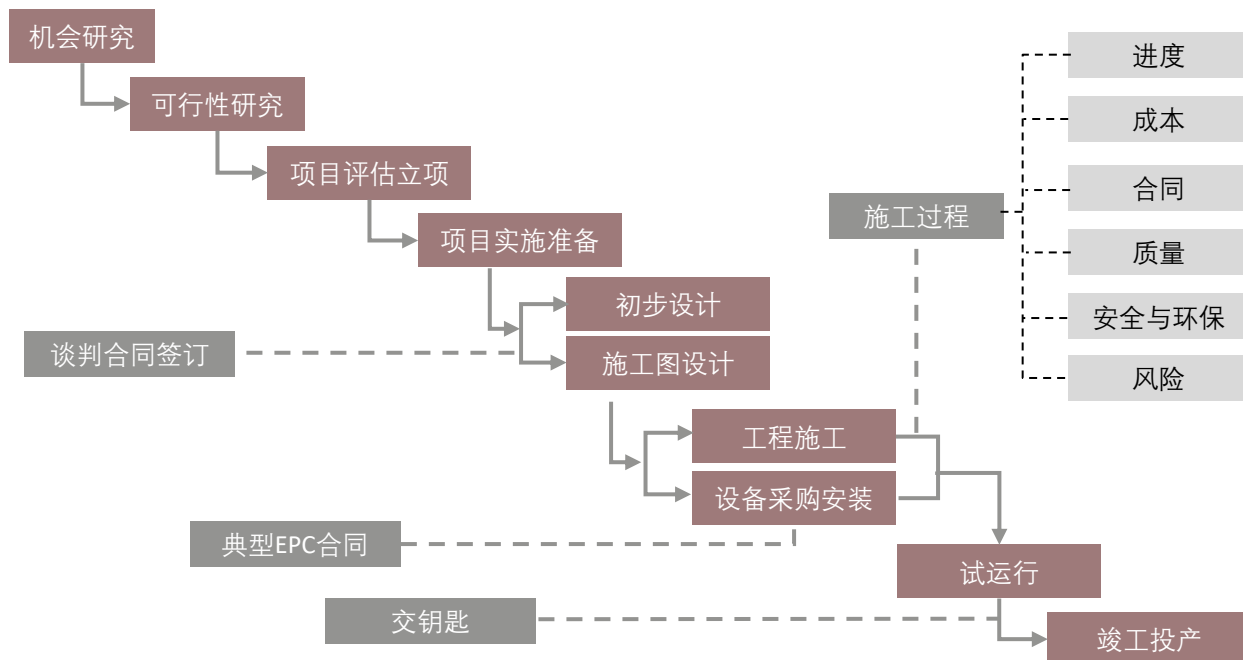 机会研究
可行性研究
项目评估立项
项目实施准备
初步设计
施工图设计
谈判合同签订
工程施工
设备采购安装
典型EPC合同
试运行
交钥匙
竣工投产
施工过程
进度
成本
合同
质量
安全与环保
风险